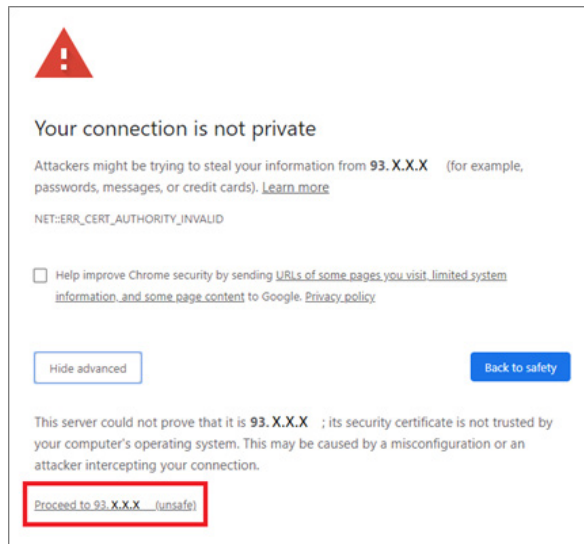 Your connection is not private
Attackers might be trying to steal your information from 93.X.X.X (for example,
passwords, messages, or credit cards). Learn more
NET::ERR_CERT_AUTHORITY_INVALID
Help improve Chrome security by sending URLs of some pages you visit, limited system
information, and some page content to Google. Privacy policy
Hide advanced
Back to safety
This server could not prove that it is 93.X.X.X ; its security certificate is not trusted by
your computer's operating system. This may be caused by a misconfiguration or an
attacker intercepting your connection.
Proceed to 93.X.X.X (unsafe)